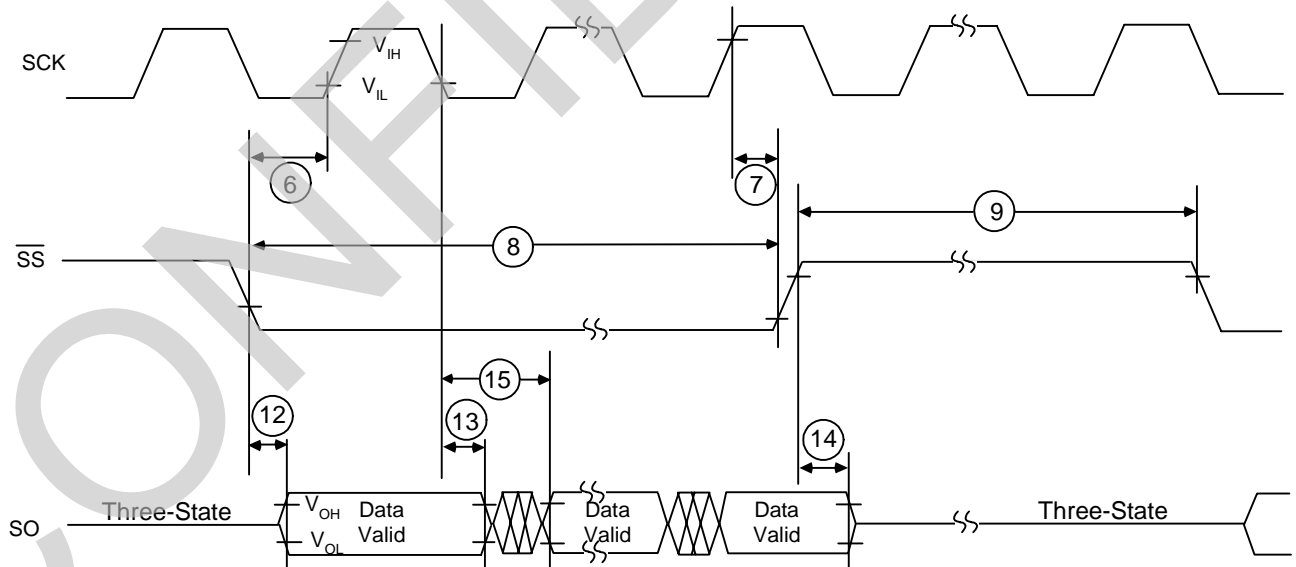 SCK
V_IH
V_IL
6
7
9
8
SS
15
12
13
14
SO
Three-State
V_OH
V_OL
Data
Valid
Data
Valid
Data
Valid
Three-State